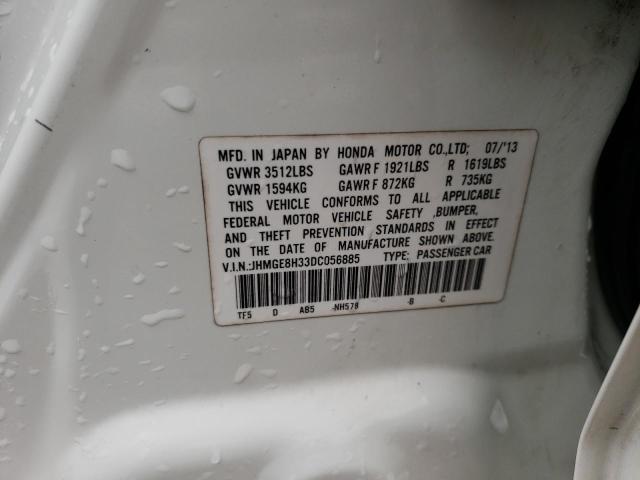 MFD. IN JAPAN BY HONDA MOTOR CO.,LTD; 07/'13
GVWR 3512LBS GAWR F 1921LBS R 1619LBS
GVWR 1594KG GAWR F 872KG R 735KG
THIS VEHICLE CONFORMS TO ALL APPLICABLE
FEDERAL MOTOR VEHICLE SAFETY ,BUMPER,
AND THEFT PREVENTION STANDARDS IN EFFECT
ON THE DATE OF MANUFACTURE SHOWN ABOVE.
V.I.N.:JHMGE8H33DC056885 TYPE: PASSENGER CAR
TF5 D AB5 -NH578 -B -C